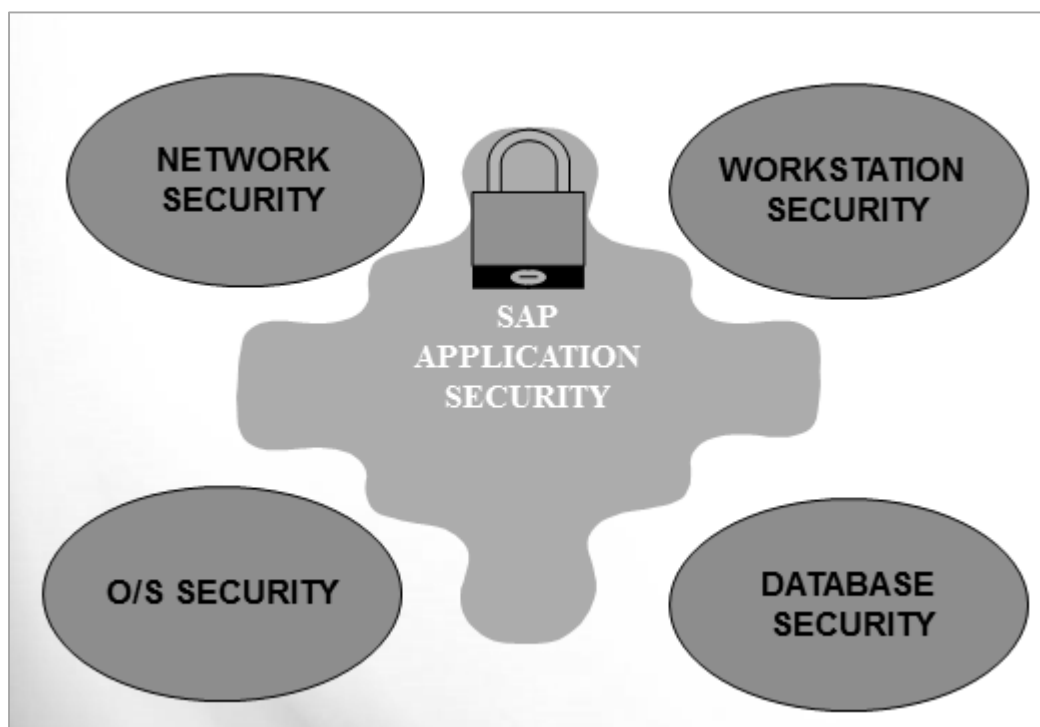 NETWORK
SECURITY
WORKSTATION
SECURITY
SAP
APPLICATION
SECURITY
O/S SECURITY
DATABASE
SECURITY